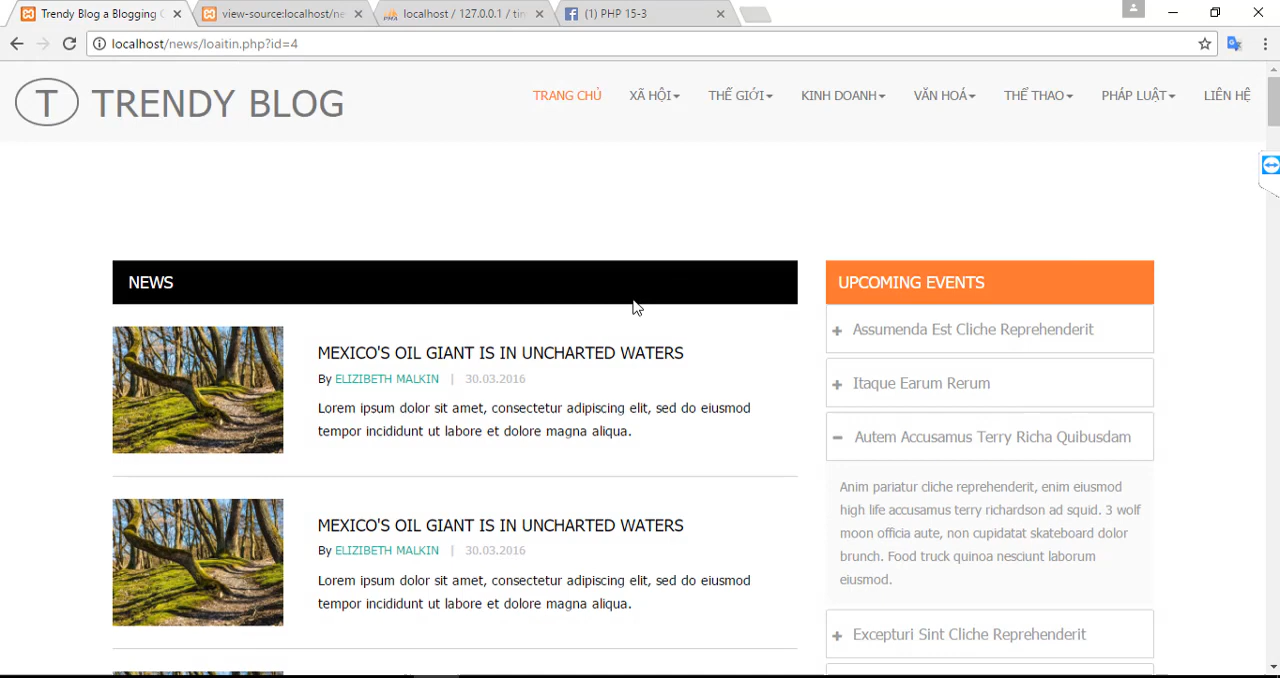 Trendy Blog a Blogging
view-source:localhost/ne
localhost / 127.0.0.1 / tin
(1) PHP 15-3
localhost/news/loaitin.php?id=4
T TRENDY BLOG
TRANG CHỦ XÃ HỘI THẾ GIỚI KINH DOANH VĂN HOÁ THỂ THAO PHÁP LUẬT LIÊN HỆ
NEWS
MEXICO'S OIL GIANT IS IN UNCHARTED WATERS
By ELIZIBETH MALKIN | 30.03.2016
Lorem ipsum dolor sit amet, consectetur adipiscing elit, sed do eiusmod
tempor incididunt ut labore et dolore magna aliqua.
MEXICO'S OIL GIANT IS IN UNCHARTED WATERS
By ELIZIBETH MALKIN | 30.03.2016
Lorem ipsum dolor sit amet, consectetur adipiscing elit, sed do eiusmod
tempor incididunt ut labore et dolore magna aliqua.
UPCOMING EVENTS
Assumenda Est Cliche Reprehenderit
Itaque Earum Rerum
Autem Accusamus Terry Richa Quibusdam
Anim pariatur cliche reprehenderit, enim eiusmod
high life accusamus terry richardson ad squid. 3 wolf
moon officia aute, non cupidatat skateboard dolor
brunch. Food truck quinoa nesciunt laborum
eiusmod.
Excepturi Sint Cliche Reprehenderit